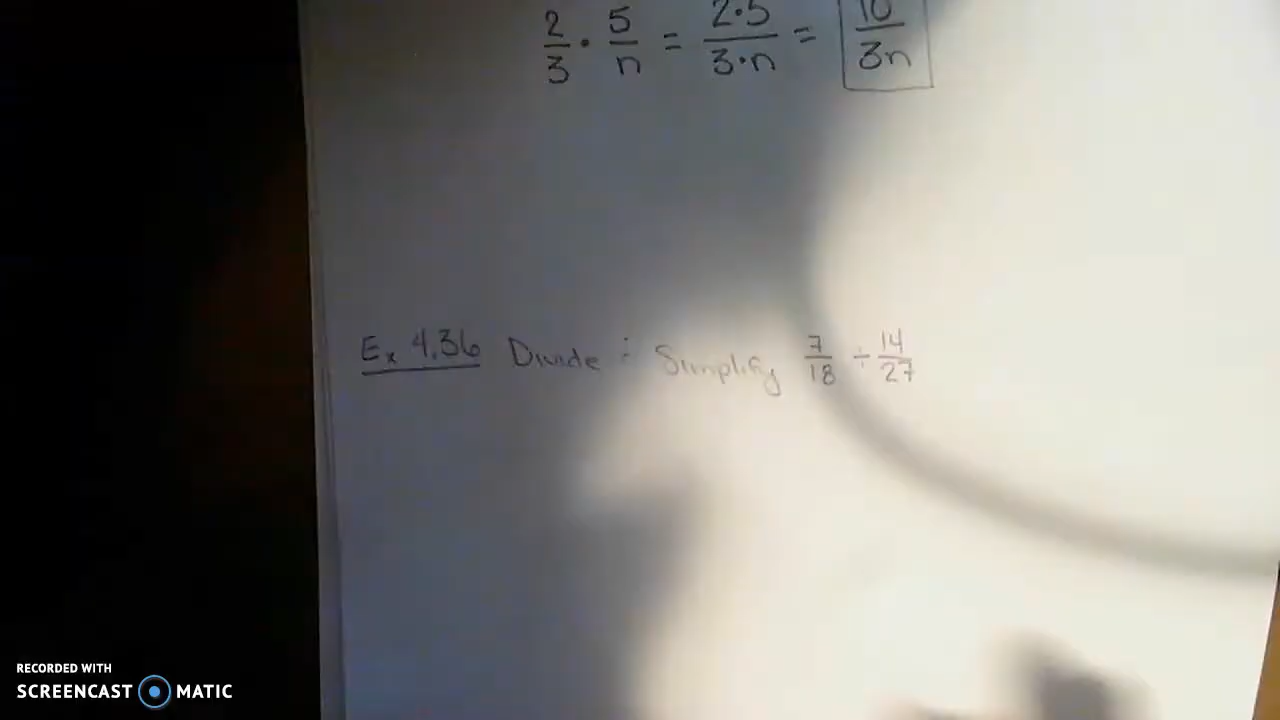 2/3 · 5/n = 2·5/3·n = 10/3n
Ex 4.36 Divide ÷ Simplify 7/18 ÷ 14/27
RECORDED WITH
SCREENCAST MATIC